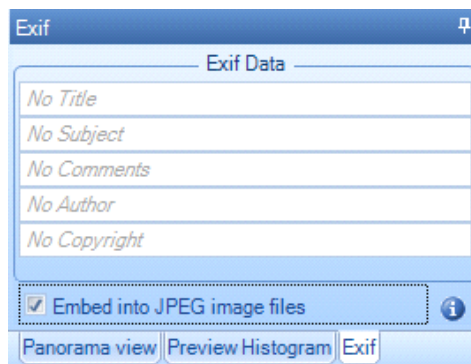 Exif
Exif Data
No Title
No Subject
No Comments
No Author
No Copyright
Embed into JPEG image files
Panorama view Preview Histogram Exif